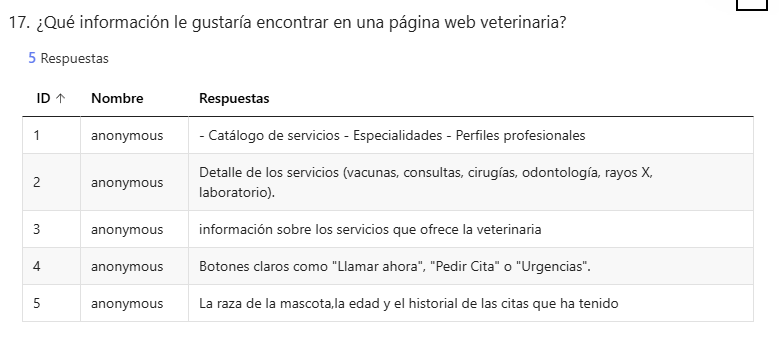 17. ¿Qué información le gustaría encontrar en una página web veterinaria?
5 Respuestas
ID ↑ Nombre Respuestas
1 anonymous - Catálogo de servicios - Especialidades - Perfiles profesionales
2 anonymous Detalle de los servicios (vacunas, consultas, cirugías, odontología, rayos X,
laboratorio).
3 anonymous información sobre los servicios que ofrece la veterinaria
4 anonymous Botones claros como "Llamar ahora", "Pedir Cita" o "Urgencias".
5 anonymous La raza de la mascota,la edad y el historial de las citas que ha tenido